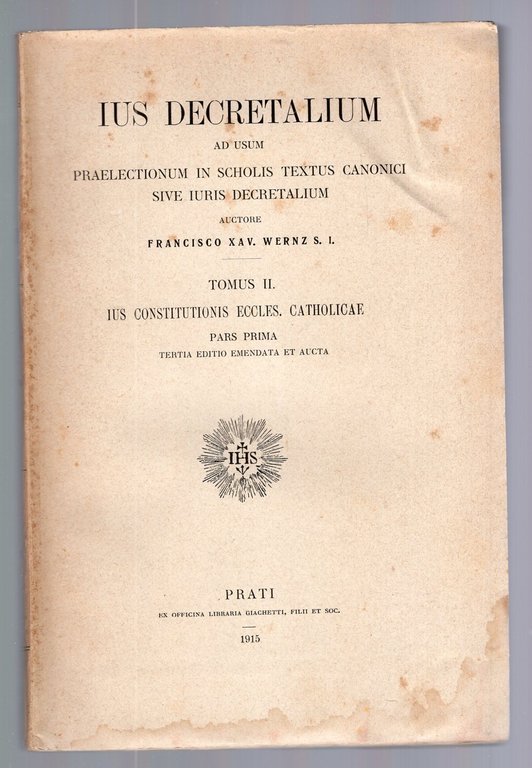 IUS DECRETALIUM
AD USUM
PRAELECTIONUM IN SCHOLIS TEXTUS CANONICI
SIVE IURIS DECRETALIUM
AUCTORE
FRANCISCO XAV. WERNZ S. I.
TOMUS II.
IUS CONSTITUTIONIS ECCLES. CATHOLICAE
PARS PRIMA
TERTIA EDITIO EMENDATA ET AUCTA
IHS
PRATI
EX OFFICINA LIBRARIA GIACHETTI, FILII ET SOC.
1915